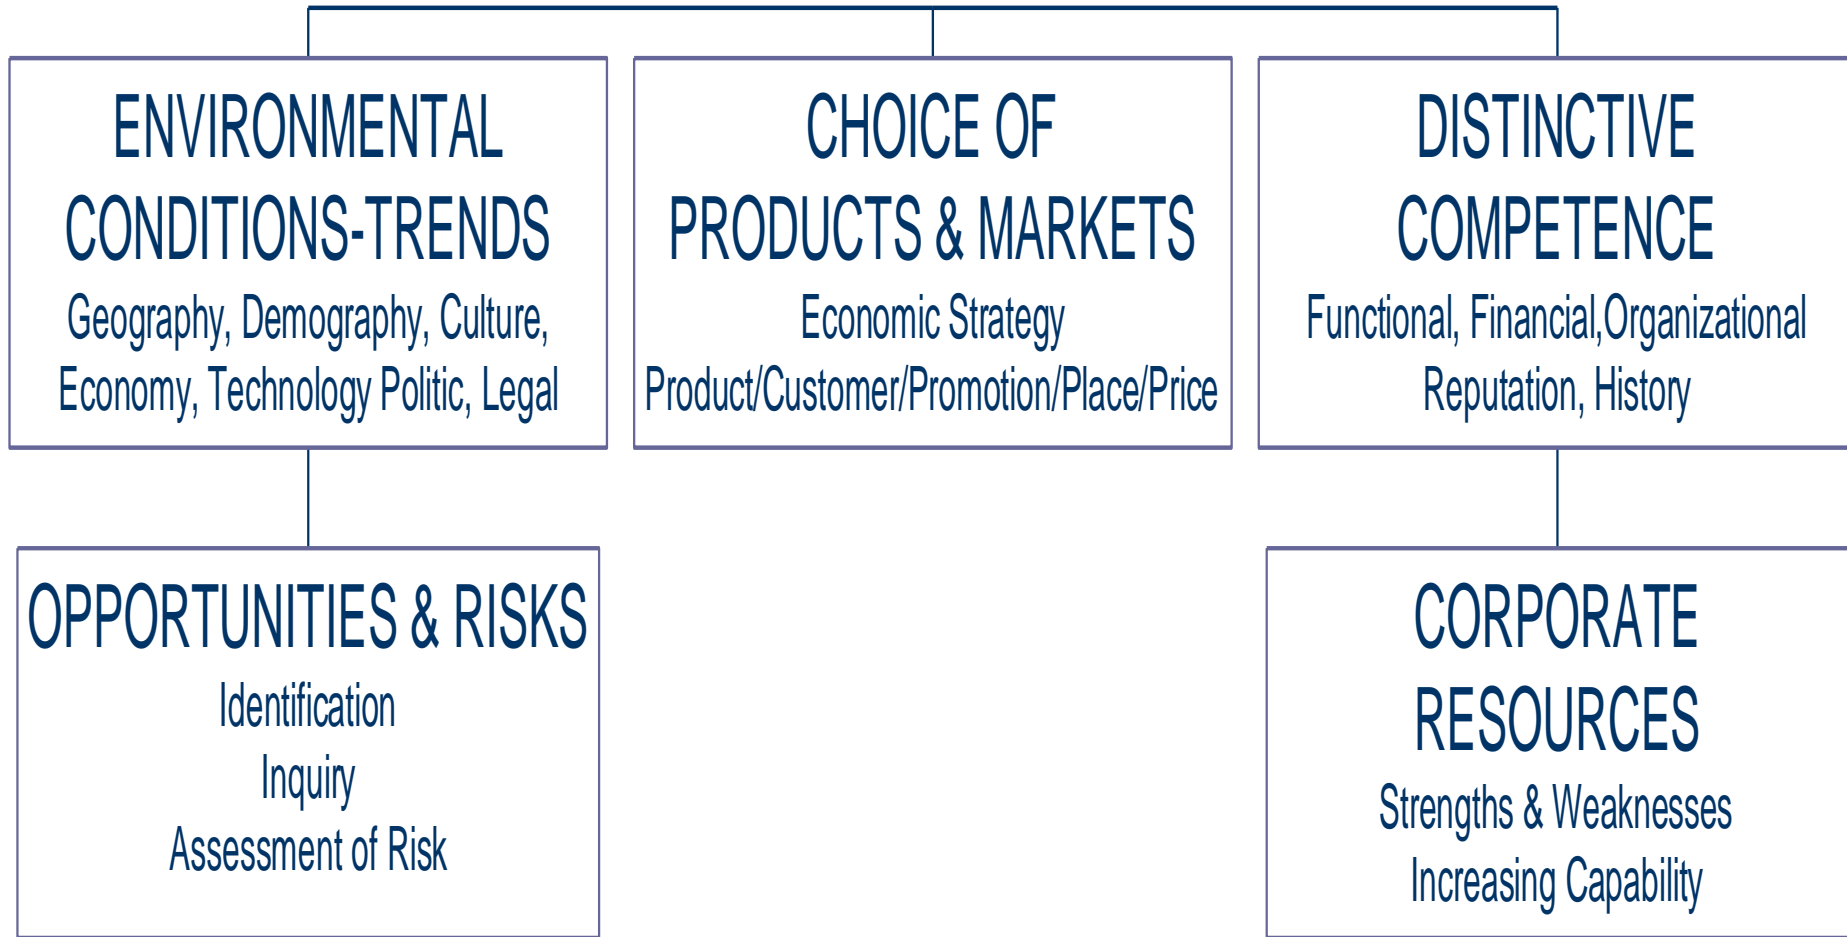 ENVIRONMENTAL
CONDITIONS-TRENDS
Geography, Demography, Culture,
Economy, Technology Politic, Legal
CHOICE OF
PRODUCTS & MARKETS
Economic Strategy
Product/Customer/Promotion/Place/Price
DISTINCTIVE
COMPETENCE
Functional, Financial,Organizational
Reputation, History
OPPORTUNITIES & RISKS
Identification
Inquiry
Assessment of Risk
CORPORATE
RESOURCES
Strengths & Weaknesses
Increasing Capability